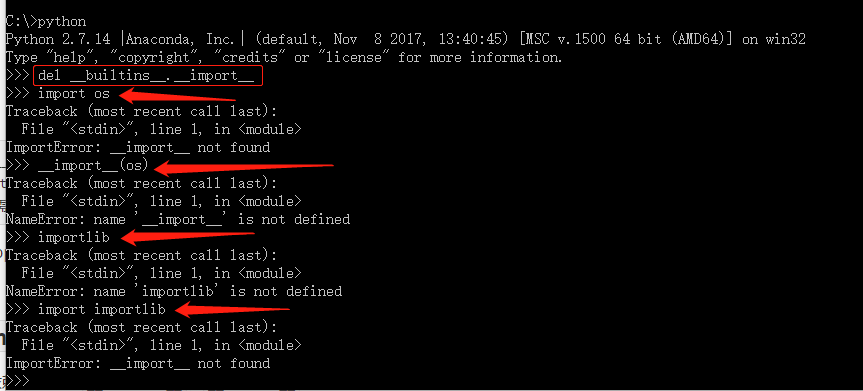 C:\>python
Python 2.7.14 |Anaconda, Inc.| (default, Nov  8 2017, 13:40:45) [MSC v.1500 64 bit (AMD64)] on win32
Type "help", "copyright", "credits" or "license" for more information.
>>> del __builtins__.__import__
>>> import os
Traceback (most recent call last):
  File "<stdin>", line 1, in <module>
ImportError: __import__ not found
>>> __import__(os)
Traceback (most recent call last):
  File "<stdin>", line 1, in <module>
NameError: name '__import__' is not defined
>>> importlib
Traceback (most recent call last):
  File "<stdin>", line 1, in <module>
NameError: name 'importlib' is not defined
>>> import importlib
Traceback (most recent call last):
  File "<stdin>", line 1, in <module>
ImportError: __import__ not found
>>>